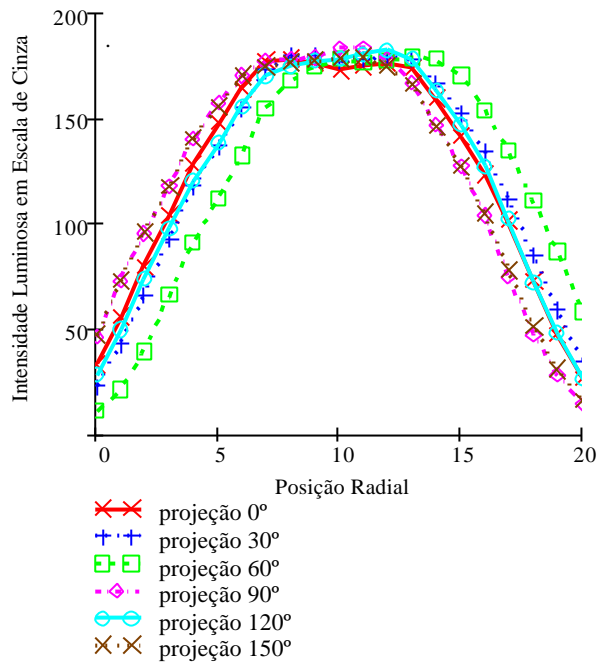 Intensidade Luminosa em Escala de Cinza
200
150
100
50
0
5
10
15
20
Posição Radial
projeção 0º
projeção 30º
projeção 60º
projeção 90º
projeção 120º
projeção 150º